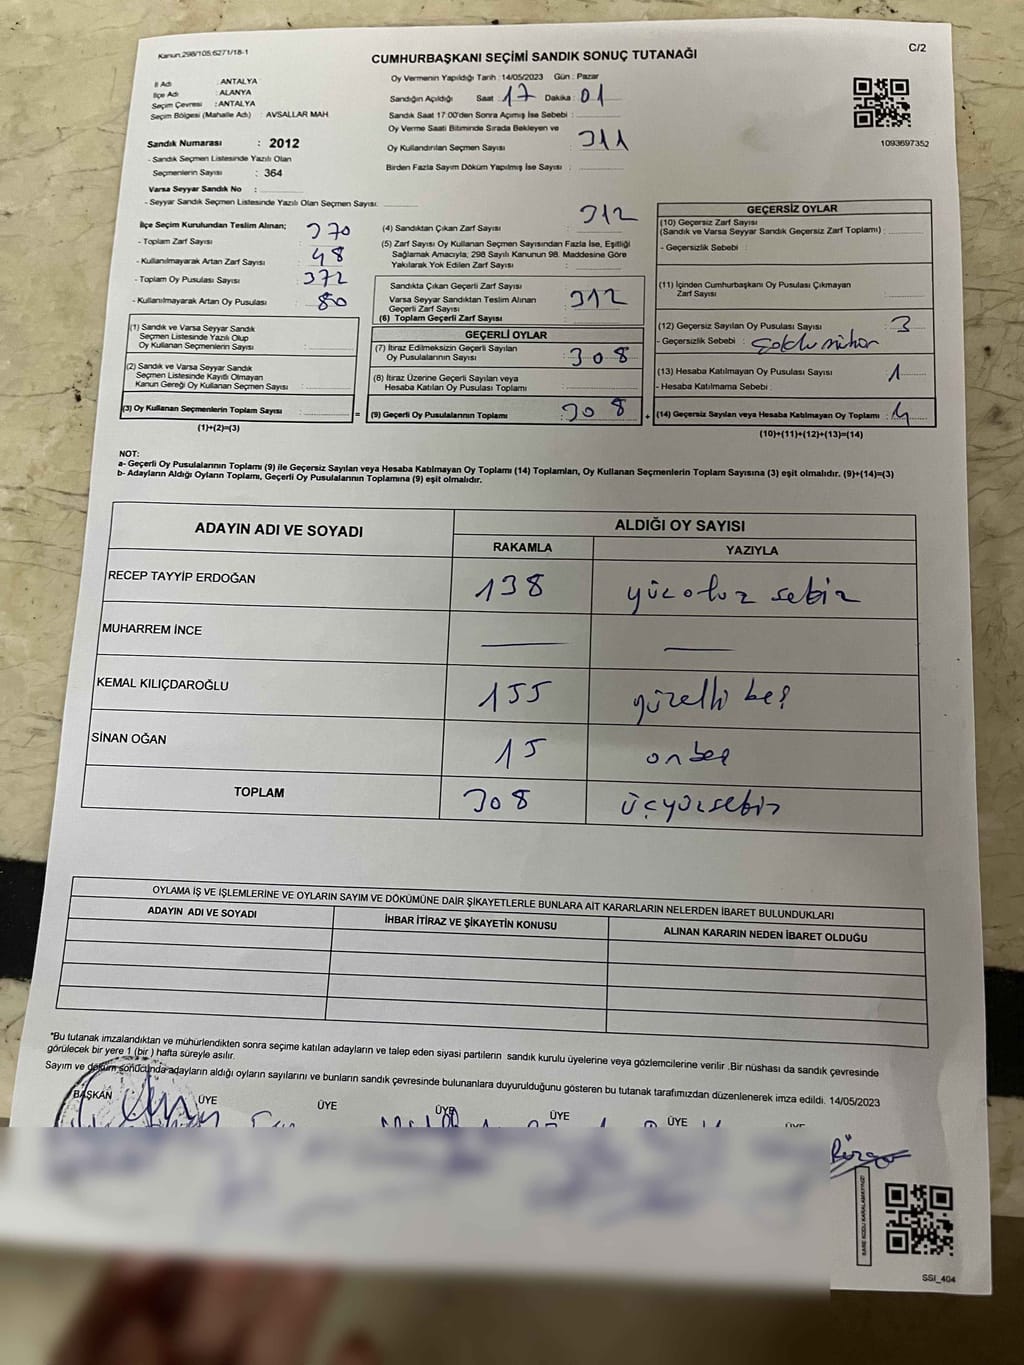 Kanun.298/105;6271/18-1
C/2
CUMHURBAŞKANI SEÇİMİ SANDIK SONUÇ TUTANAĞI
İl Adı : ANTALYA
İlçe Adı : ALANYA
Seçim Çevresi : ANTALYA
Seçim Bölgesi (Mahalle Adı) : AVSALLAR MAH
Sandık Numarası : 2012
- Sandık Seçmen Listesinde Yazılı Olan
Seçmenlerin Sayısı : 364
Varsa Seyyar Sandık No :
- Seyyar Sandık Seçmen Listesinde Yazılı Olan Seçmen Sayısı:
Oy Vermenin Yapıldığı Tarih : 14/05/2023 Gün : Pazar
Sandığın Açıldığı Saat : 17 Dakika : 01
Sandık Saat 17.00'den Sonra Açımış İse Sebebi :
Oy Verme Saati Bitiminde Sırada Bekleyen ve
Oy Kullandırılan Seçmen Sayısı : 311
Birden Fazla Sayım Döküm Yapılmış İse Sayısı :
1093697352
İlçe Seçim Kurulundan Teslim Alınan;
- Toplam Zarf Sayısı : 370
- Kullanılmayarak Artan Zarf Sayısı : 48
- Toplam Oy Pusulası Sayısı : 372
- Kullanılmayarak Artan Oy Pusulası : 80
(1) Sandık ve Varsa Seyyar Sandık
Seçmen Listesinde Yazılı Olup
Oy Kullanan Seçmenlerin Sayısı :
(2) Sandık ve Varsa Seyyar Sandık
Seçmen Listesinde Kayıtlı Olmayan
Kanun Gereği Oy Kullanan Seçmen Sayısı :
(3) Oy Kullanan Seçmenlerin Toplam Sayısı : =
(1)+(2)=(3)
(4) Sandıktan Çıkan Zarf Sayısı : 312
(5) Zarf Sayısı Oy Kullanan Seçmen Sayısından Fazla İse, Eşitliği
Sağlamak Amacıyla, 298 Sayılı Kanunun 98. Maddesine Göre
Yakılarak Yok Edilen Zarf Sayısı :
Sandıkta Çıkan Geçerli Zarf Sayısı
Varsa Seyyar Sandıktan Teslim Alınan
Geçerli Zarf Sayısı
(6) Toplam Geçerli Zarf Sayısı : 312
GEÇERLİ OYLAR
(7) İtiraz Edilmeksizin Geçerli Sayılan
Oy Pusulalarının Sayısı : 308
(8) İtiraz Üzerine Geçerli Sayılan veya
Hesaba Katılan Oy Pusulası Toplamı :
(9) Geçerli Oy Pusulalarının Toplamı : 308 +
GEÇERSİZ OYLAR
(10) Geçersiz Zarf Sayısı
(Sandık ve Varsa Seyyar Sandık Geçersiz Zarf Toplamı) :
- Geçersizlik Sebebi :
(11) İçinden Cumhurbaşkanı Oy Pusulası Çıkmayan
Zarf Sayısı :
(12) Geçersiz Sayılan Oy Pusulası Sayısı : 3
- Geçersizlik Sebebi :
(13) Hesaba Katılmayan Oy Pusulası Sayısı : 1
- Hesaba Katılmama Sebebi :
(14) Geçersiz Sayılan veya Hesaba Katılmayan Oy Toplamı : 4
(10)+(11)+(12)+(13)=(14)
NOT:
a- Geçerli Oy Pusulalarının Toplamı (9) ile Geçersiz Sayılan veya Hesaba Katılmayan Oy Toplamı (14) Toplamları, Oy Kullanan Seçmenlerin Toplam Sayısına (3) eşit olmalıdır. (9)+(14)=(3)
b- Adayların Aldığı Oyların Toplamı, Geçerli Oy Pusulalarının Toplamına (9) eşit olmalıdır.
ADAYIN ADI VE SOYADI ALDIĞI OY SAYISI
RAKAMLA YAZIYLA
RECEP TAYYİP ERDOĞAN 138 yüzotuz sekiz
MUHARREM İNCE — —
KEMAL KILIÇDAROĞLU 155 yüzelli beş
SİNAN OĞAN 15 onbeş
TOPLAM 308 üçyüzsekiz
OYLAMA İŞ VE İŞLEMLERİNE VE OYLARIN SAYIM VE DÖKÜMÜNE DAİR ŞİKAYETLERLE BUNLARA AİT KARARLARIN NELERDEN İBARET BULUNDUKLARI
ADAYIN ADI VE SOYADI İHBAR İTİRAZ VE ŞİKAYETİN KONUSU ALINAN KARARIN NEDEN İBARET OLDUĞU
*Bu tutanak imzalandıktan ve mühürlendikten sonra seçime katılan adayların ve talep eden siyasi partilerin sandık kurulu üyelerine veya gözlemcilerine verilir .Bir nüshası da sandık çevresinde
görülecek bir yere 1 (bir ) hafta süreyle asılır.
Sayım ve döküm sonucunda adayların aldığı oyların sayılarını ve bunların sandık çevresinde bulunanlara duyurulduğunu gösteren bu tutanak tarafımızdan düzenlenerek imza edildi. 14/05/2023
BAŞKAN ÜYE ÜYE ÜYE ÜYE ÜYE ÜYE
KARE KODU KARALAMAYINIZ!
SSI_404